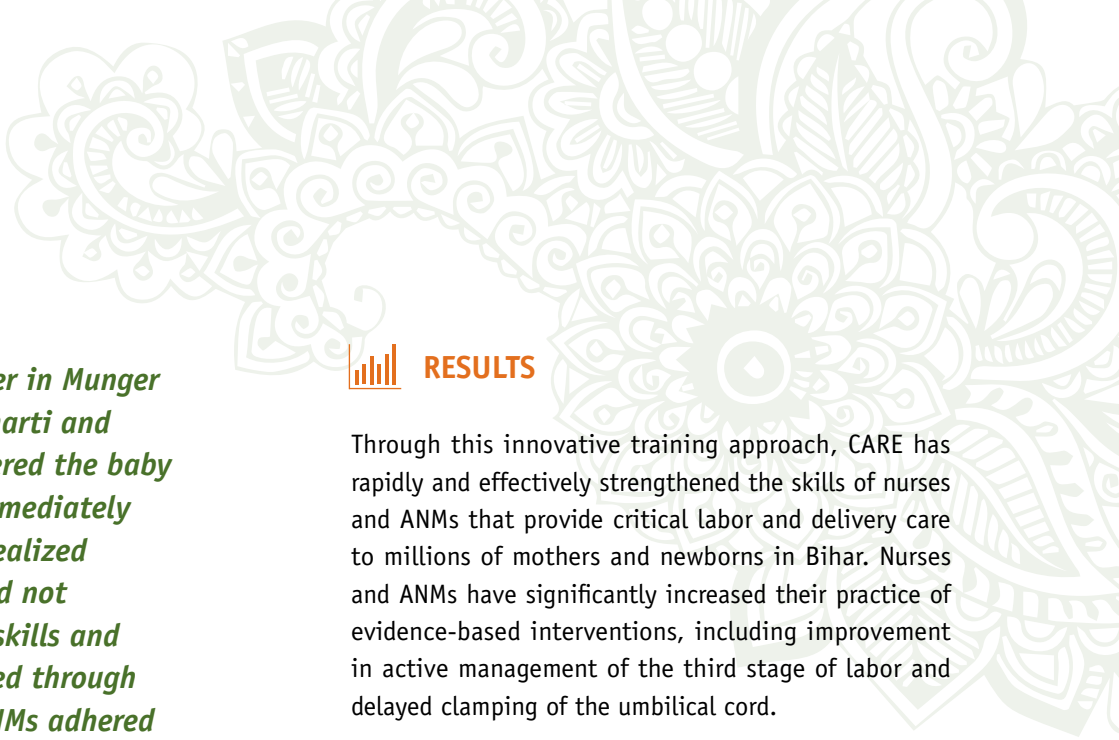 er in Munger
arti and
ered the baby
mediately
ealized
d not
skills and
ed through
Ms adhered
RESULTS
Through this innovative training approach, CARE has
rapidly and effectively strengthened the skills of nurses
and ANMs that provide critical labor and delivery care
to millions of mothers and newborns in Bihar. Nurses
and ANMs have significantly increased their practice of
evidence-based interventions, including improvement
in active management of the third stage of labor and
delayed clamping of the umbilical cord.